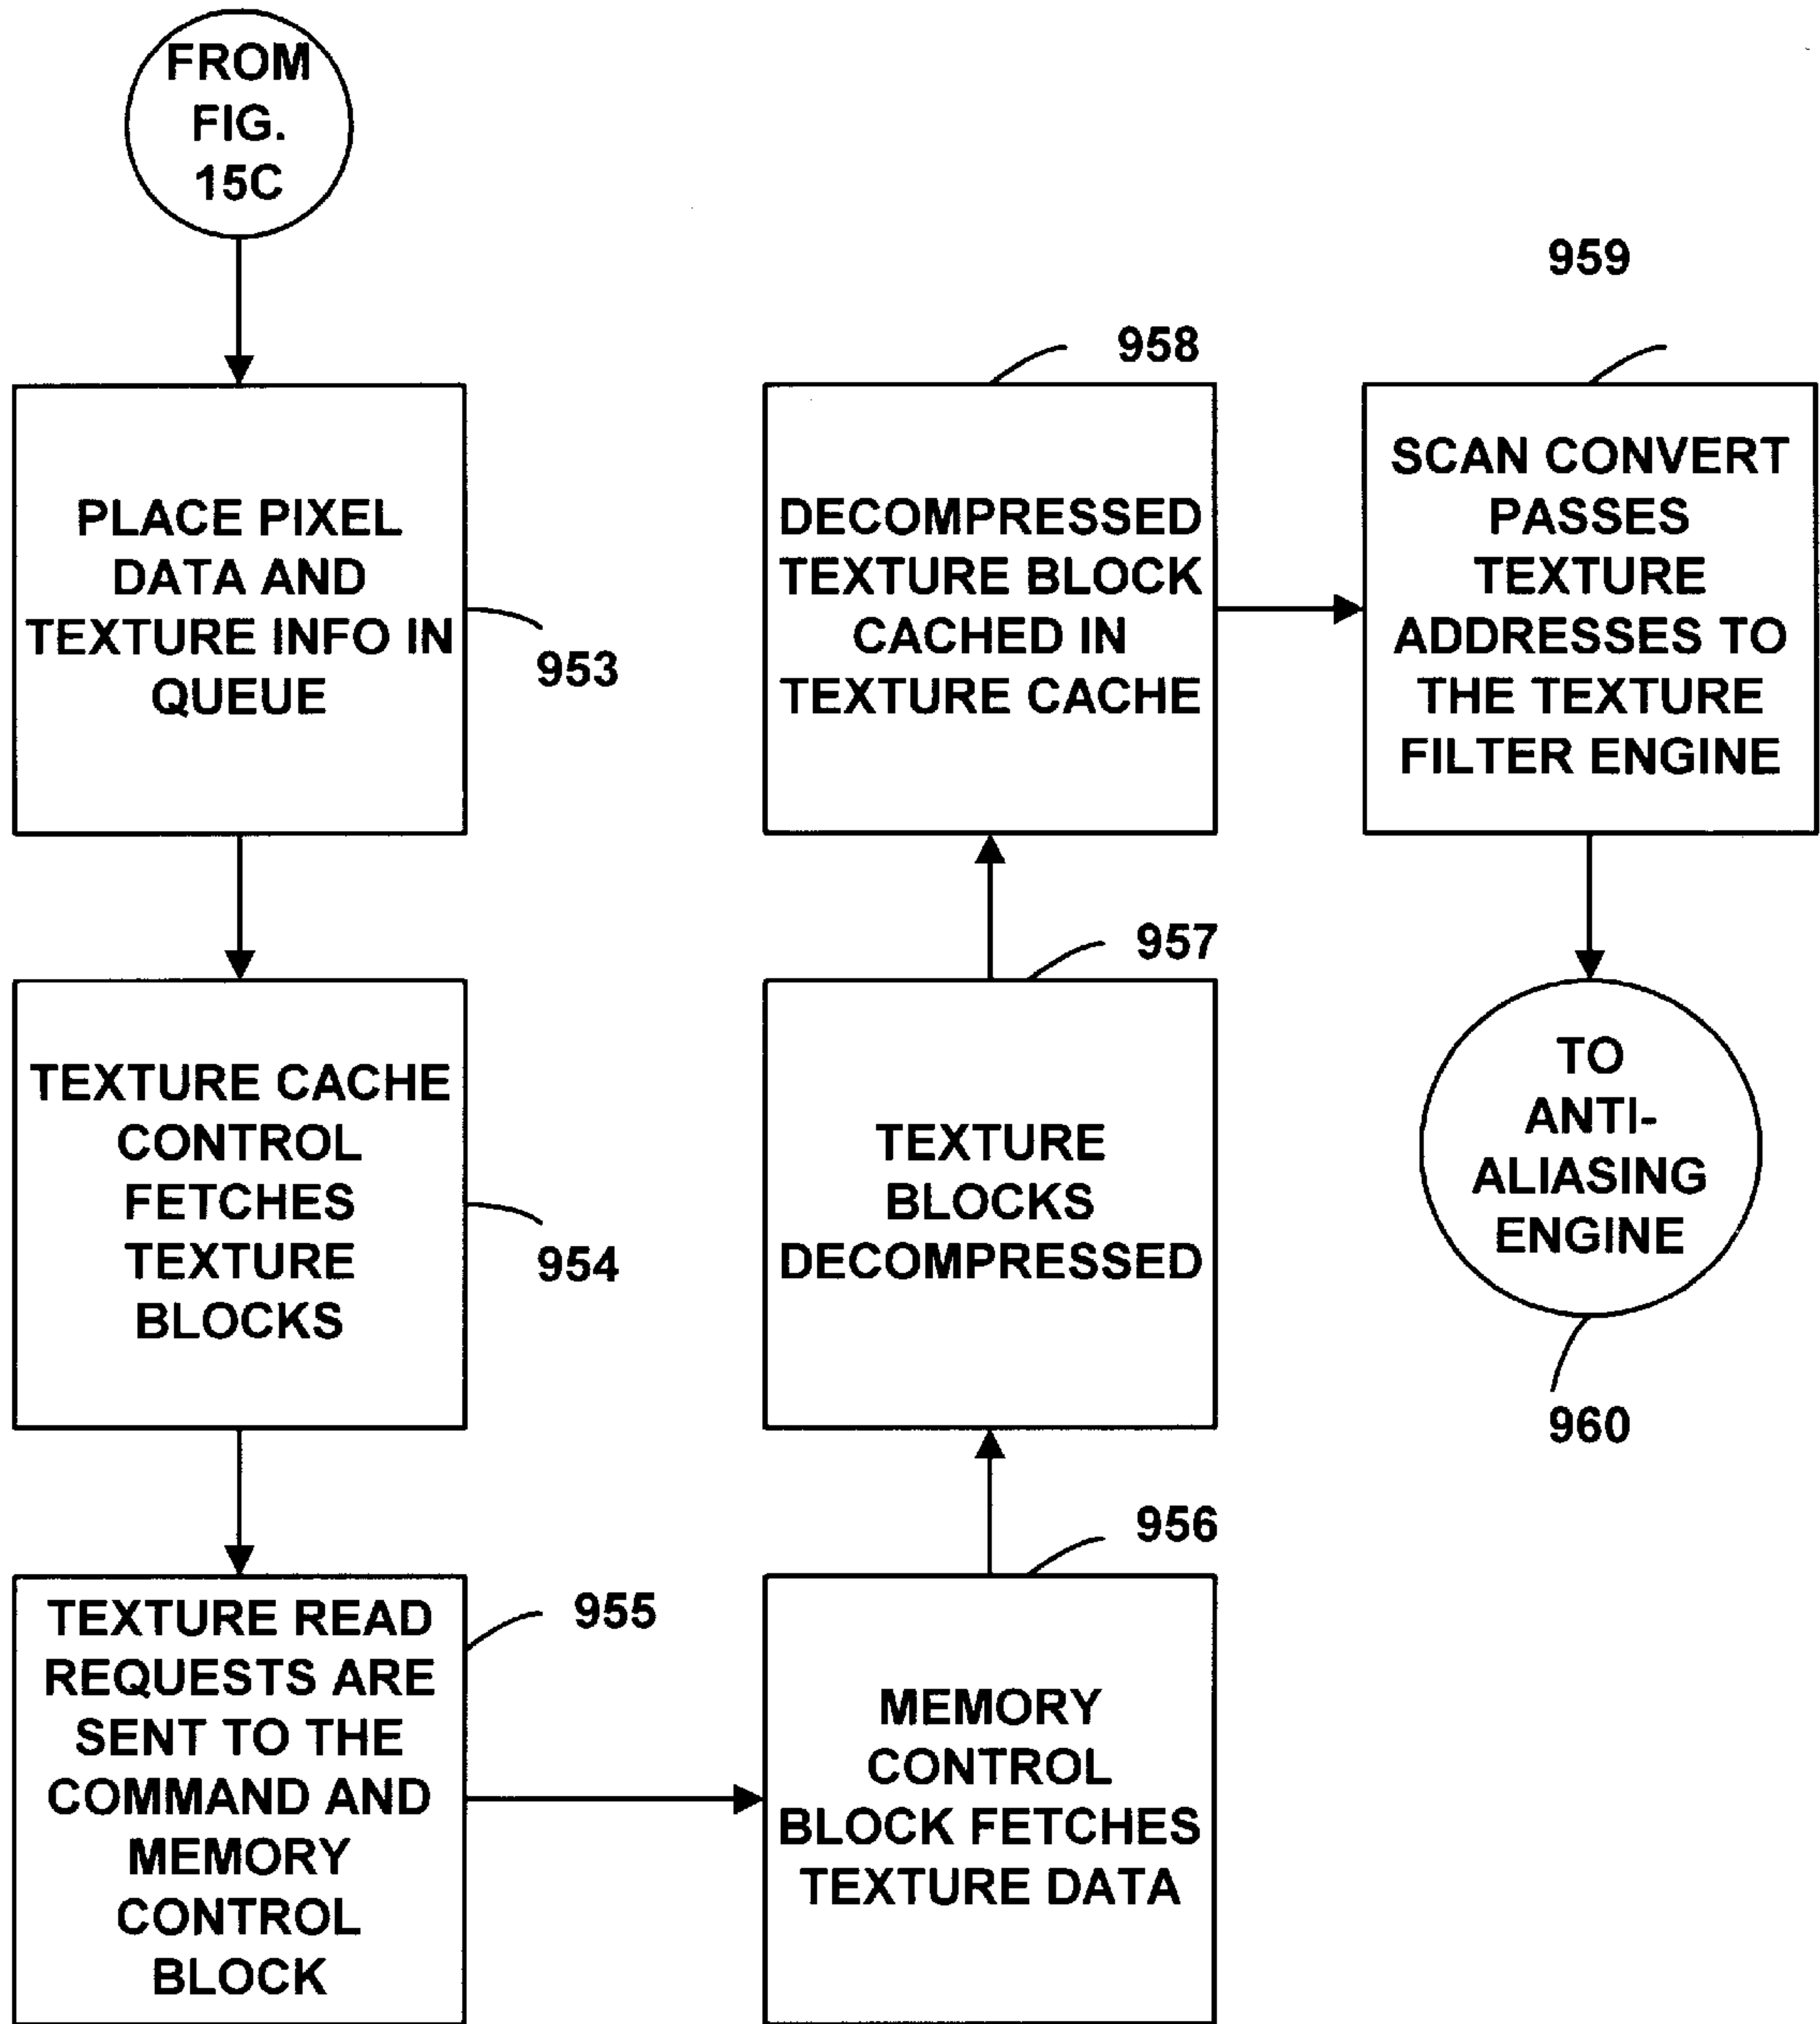 FROM
FIG.
15C
PLACE PIXEL
DATA AND
TEXTURE INFO IN
QUEUE
953
TEXTURE CACHE
CONTROL
FETCHES
TEXTURE
BLOCKS
954
TEXTURE READ
REQUESTS ARE
SENT TO THE
COMMAND AND
MEMORY
CONTROL
BLOCK
955
956
MEMORY
CONTROL
BLOCK FETCHES
TEXTURE DATA
957
TEXTURE
BLOCKS
DECOMPRESSED
958
DECOMPRESSED
TEXTURE BLOCK
CACHED IN
TEXTURE CACHE
959
SCAN CONVERT
PASSES
TEXTURE
ADDRESSES TO
THE TEXTURE
FILTER ENGINE
TO
ANTI-
ALIASING
ENGINE
960